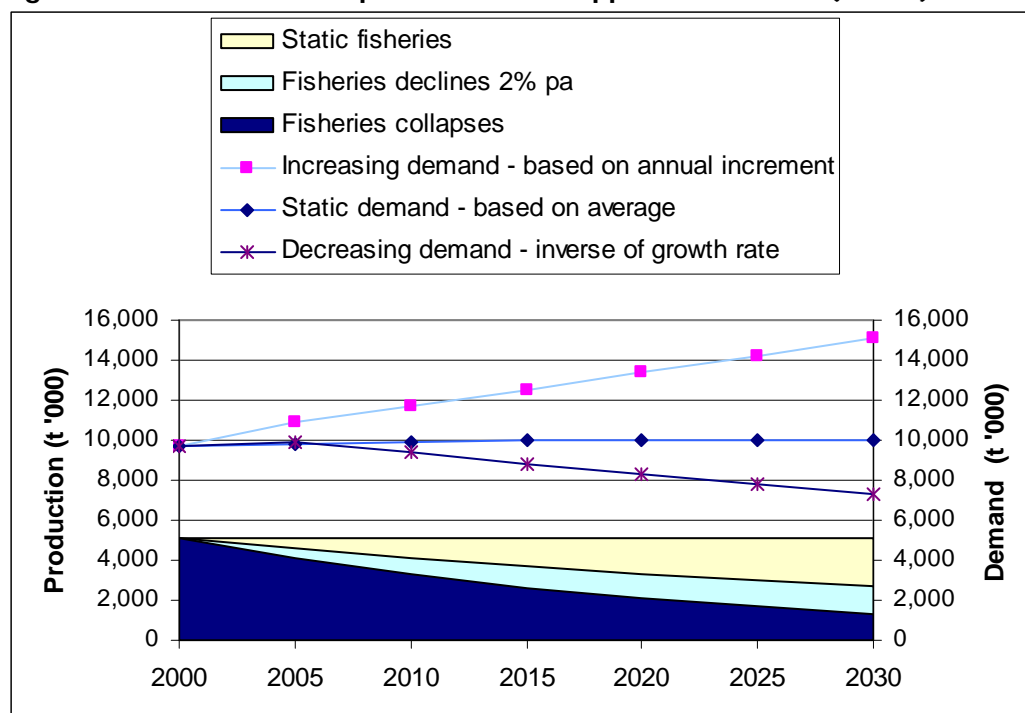 Static fisheries
Fisheries declines 2% pa
Fisheries collapses
Increasing demand - based on annual increment
Static demand - based on average
Decreasing demand - inverse of growth rate
16,000 16,000
14,000 14,000
12,000 12,000
10,000 10,000
8,000 8,000
6,000 6,000
4,000 4,000
2,000 2,000
0 0
Production (t '000)
Demand (t '000)
2000 2005 2010 2015 2020 2025 2030